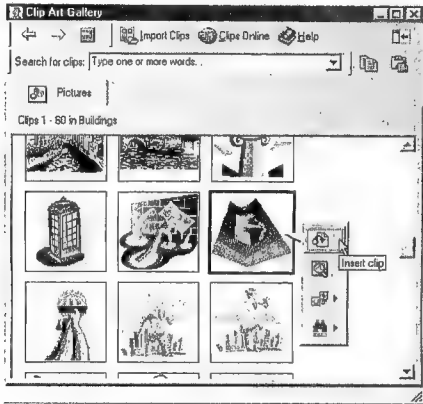 Clip Art Gallery
Import Clips Clips Online Help
Search for clips: Type one or more words. .
Pictures
Clips 1 - 60 in Buildings
Insert clip